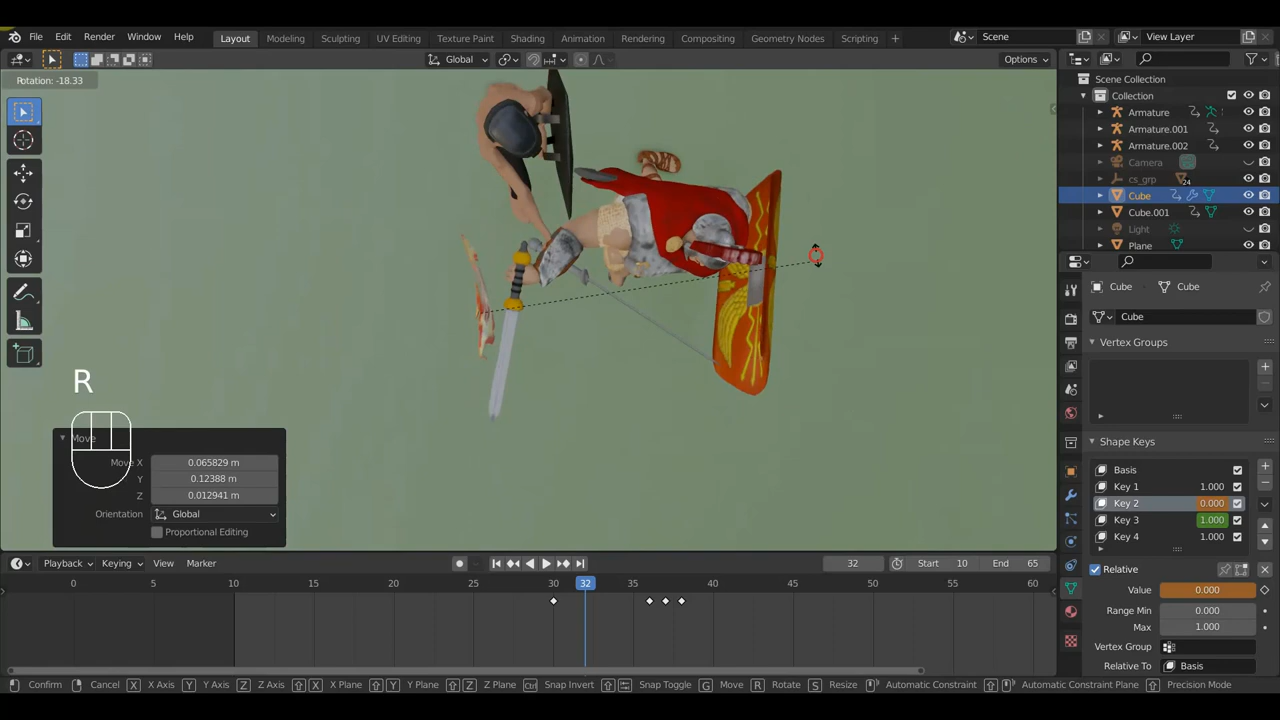 File Edit Render Window Help Layout Modeling Sculpting UV Editing Texture Paint Shading Animation Rendering Compositing Geometry Nodes Scripting + Scene View Layer
Global Options
Rotation: -18.33
Scene Collection
Collection
Armature
Armature.001
Armature.002
Camera
cs_grp 24
Cube
Cube.001
Light
Plane
Cube Cube
Cube
Vertex Groups
Shape Keys
Basis
Key 1 1.000
Key 2 0.000
Key 3 1.000
Key 4 1.000
Relative
Value 0.000
Range Min 0.000
Max 1.000
Vertex Group
Relative To Basis
R
Move
Move X 0.065829 m
Y 0.12388 m
Z 0.012941 m
Orientation Global
Proportional Editing
Playback Keying View Marker 32 Start 10 End 65
0 5 10 15 20 25 30 32 35 40 45 50 55 60
Confirm Cancel X X Axis Y Y Axis Z Z Axis X X Plane Y Y Plane Z Z Plane Ctrl Snap Invert Snap Toggle G Move R Rotate S Resize Automatic Constraint Automatic Constraint Plane Precision Mode